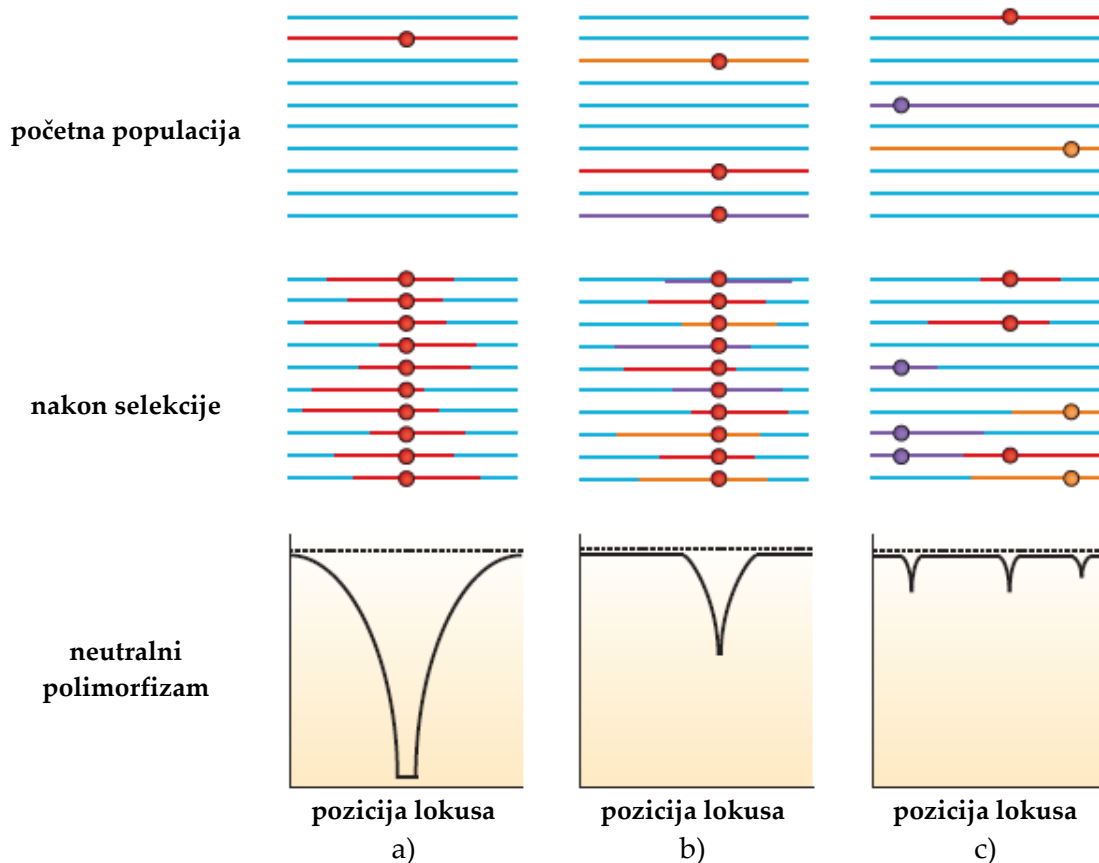 početna populacija
nakon selekcije
neutralni
polimorfizam
pozicija lokusa
pozicija lokusa
pozicija lokusa
a)
b)
c)